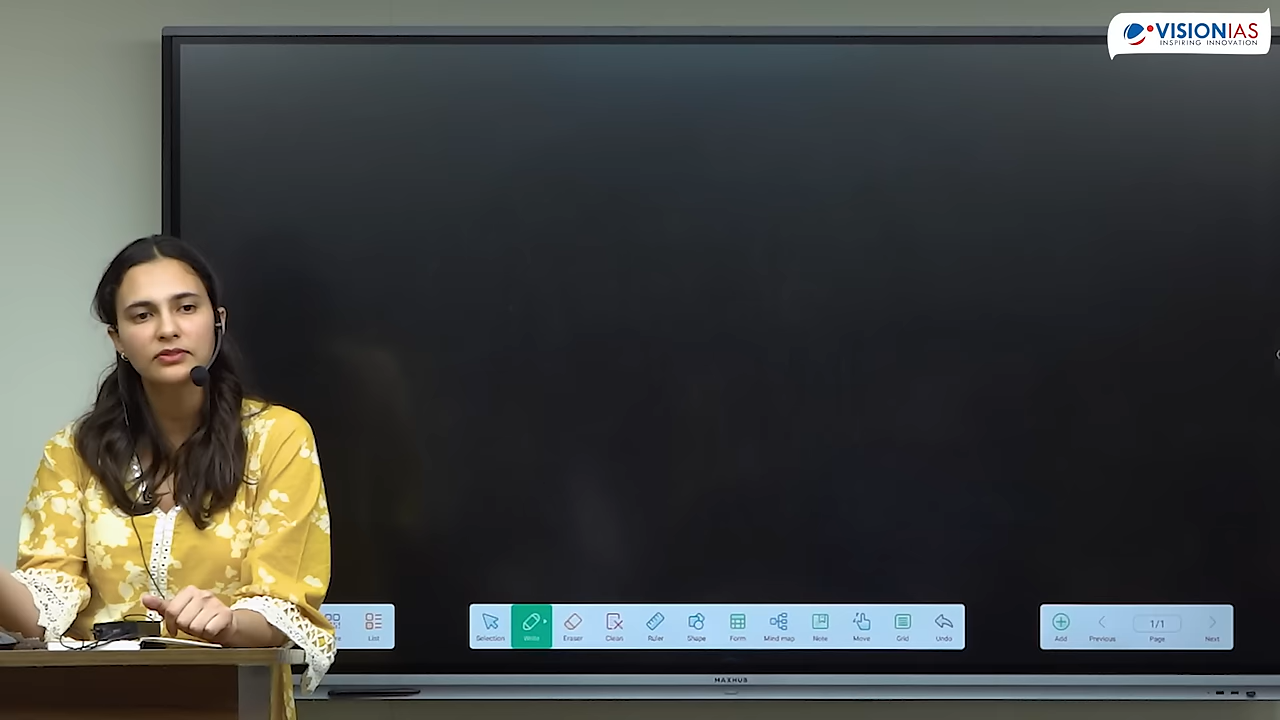 VISIONIAS
INSPIRING INNOVATION
List
Selection
Write
Eraser
Clean
Ruler
Shape
Form
Mind map
Note
Move
Grid
Undo
Add
Previous
1/1
Page
Next
MAXHUB